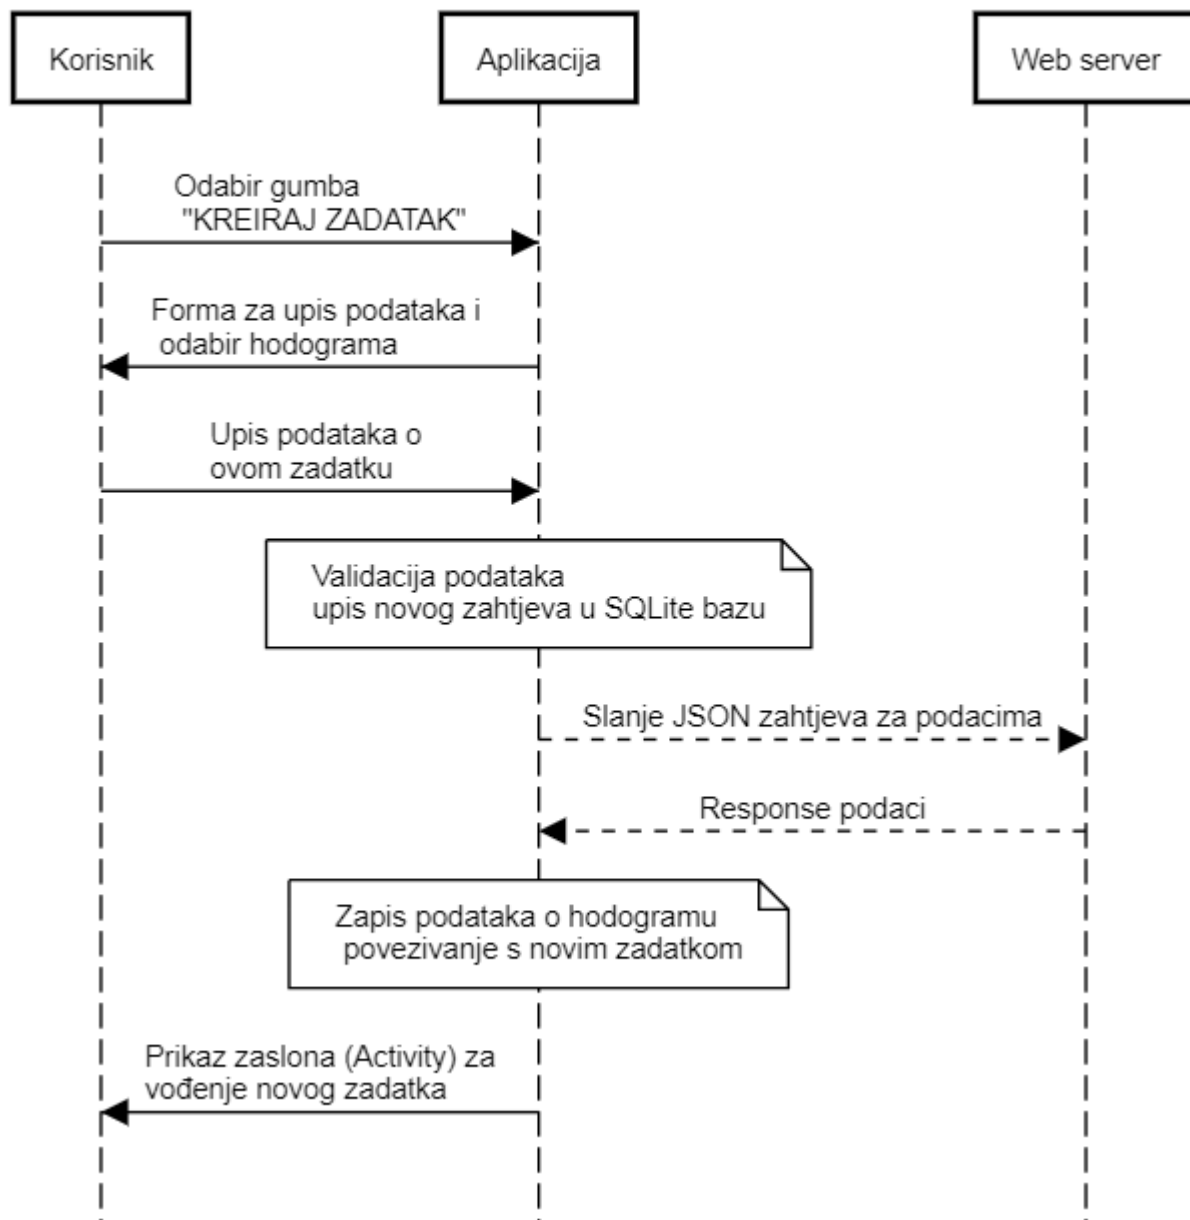 Korisnik
Aplikacija
Web server
Odabir gumba
"KREIRAJ ZADATAK"
Forma za upis podataka i
odabir hodograma
Upis podataka o
ovom zadatku
Validacija podataka
upis novog zahtjeva u SQLite bazu
Slanje JSON zahtjeva za podacima
Response podaci
Zapis podataka o hodogramu
povezivanje s novim zadatkom
Prikaz zaslona (Activity) za
vođenje novog zadatka